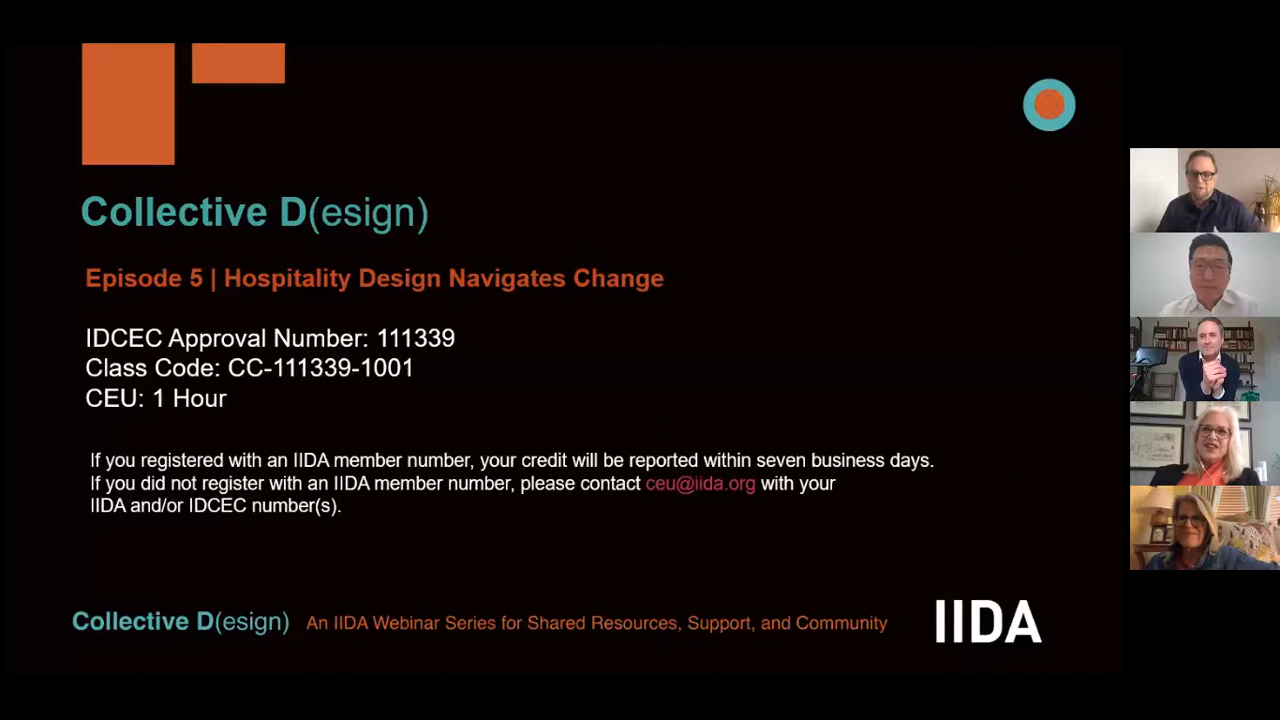 Collective D(esign)
Episode 5 | Hospitality Design Navigates Change
IDCEC Approval Number: 111339
Class Code: CC-111339-1001
CEU: 1 Hour
If you registered with an IIDA member number, your credit will be reported within seven business days.
If you did not register with an IIDA member number, please contact ceu@iida.org with your
IIDA and/or IDCEC number(s).
Collective D(esign) An IIDA Webinar Series for Shared Resources, Support, and Community
IIDA